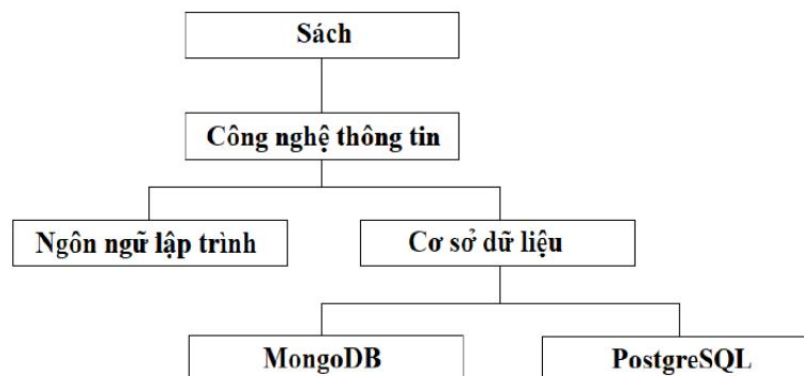 Sách
Công nghệ thông tin
Ngôn ngữ lập trình
Cơ sở dữ liệu
MongoDB
PostgreSQL